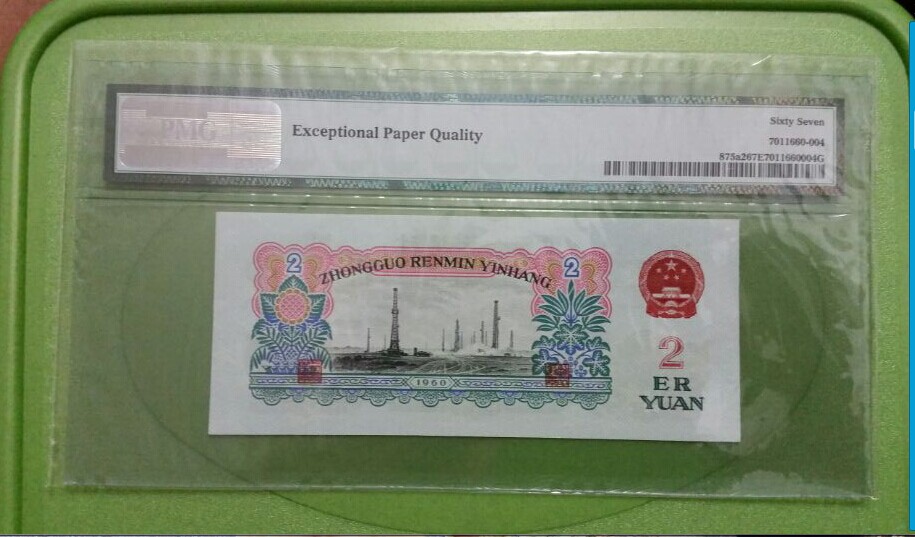 PMG
Exceptional Paper Quality
Sixty Seven
7011660-004
875a267E7011660004G
2 ZHONGGUO RENMIN YINHANG 2
1960
2
ER
YUAN